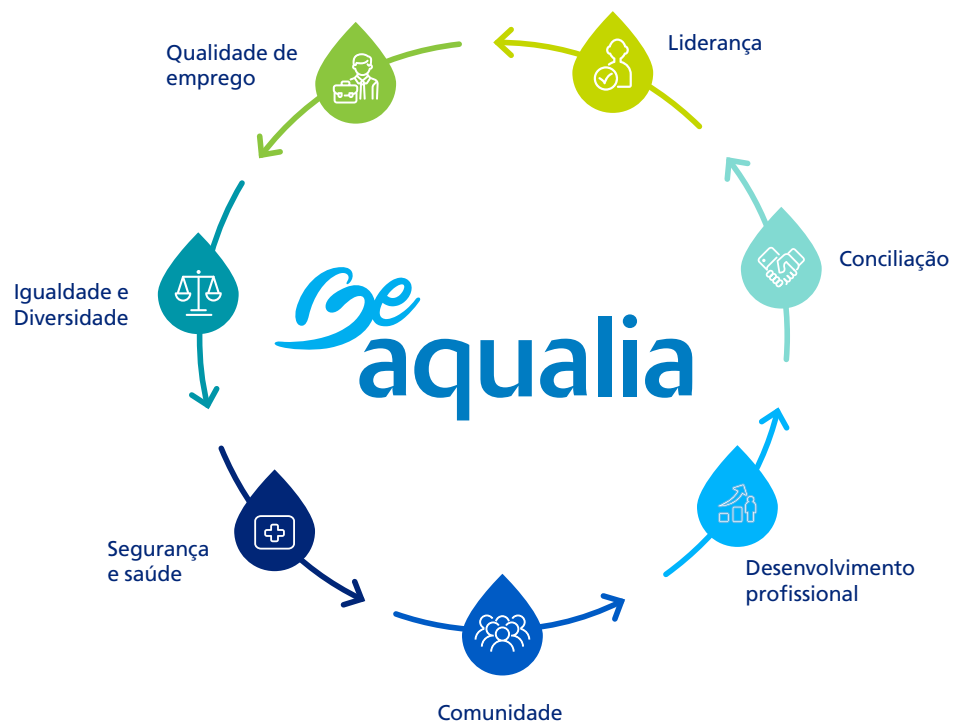 Liderança
Qualidade de
emprego
Conciliação
Igualdade e
Diversidade
Be
aqualia
Segurança
e saúde
Desenvolvimento
profissional
Comunidade